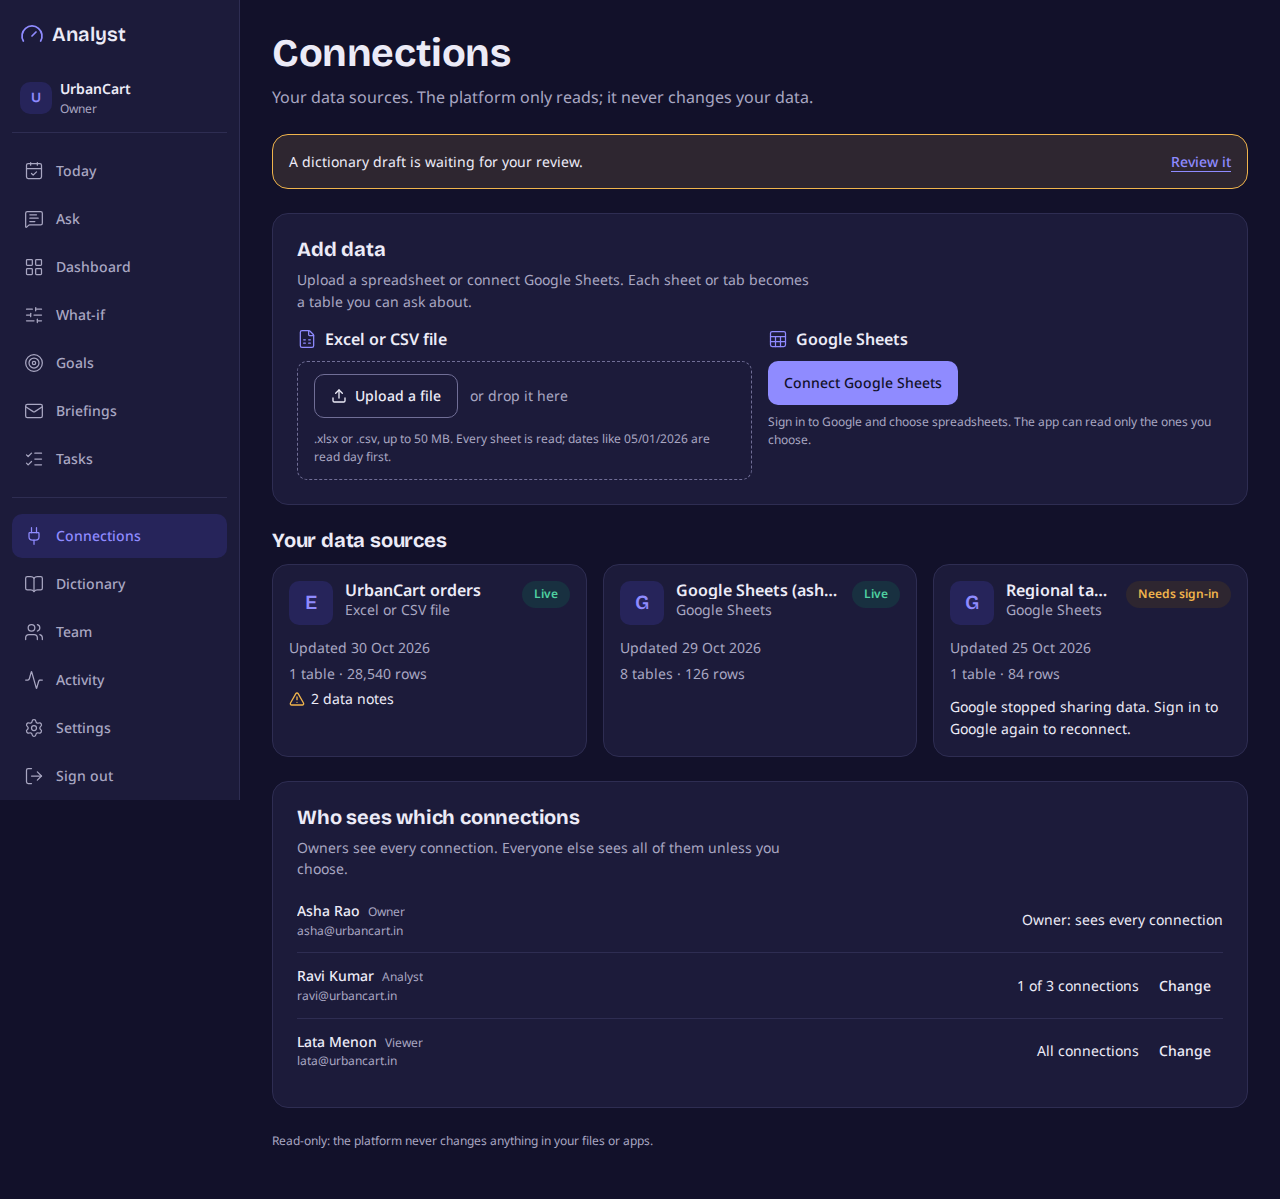 Analyst
U
UrbanCart
Owner
Today
Ask
Dashboard
What-if
Goals
Briefings
Tasks
Connections
Dictionary
Team
Activity
Settings
Sign out
Connections
Your data sources. The platform only reads; it never changes your data.
A dictionary draft is waiting for your review.
Review it
Add data
Upload a spreadsheet or connect Google Sheets. Each sheet or tab becomes
a table you can ask about.
Excel or CSV file
Upload a file
or drop it here
.xlsx or .csv, up to 50 MB. Every sheet is read; dates like 05/01/2026 are
read day first.
Google Sheets
Connect Google Sheets
Sign in to Google and choose spreadsheets. The app can read only the ones you
choose.
Your data sources
E
UrbanCart orders
Excel or CSV file
Live
Updated 30 Oct 2026
1 table · 28,540 rows
2 data notes
G
Google Sheets (ash...
Google Sheets
Live
Updated 29 Oct 2026
8 tables · 126 rows
G
Regional ta...
Google Sheets
Needs sign-in
Updated 25 Oct 2026
1 table · 84 rows
Google stopped sharing data. Sign in to
Google again to reconnect.
Who sees which connections
Owners see every connection. Everyone else sees all of them unless you
choose.
Asha Rao Owner
asha@urbancart.in
Owner: sees every connection
Ravi Kumar Analyst
ravi@urbancart.in
1 of 3 connections
Change
Lata Menon Viewer
lata@urbancart.in
All connections
Change
Read-only: the platform never changes anything in your files or apps.